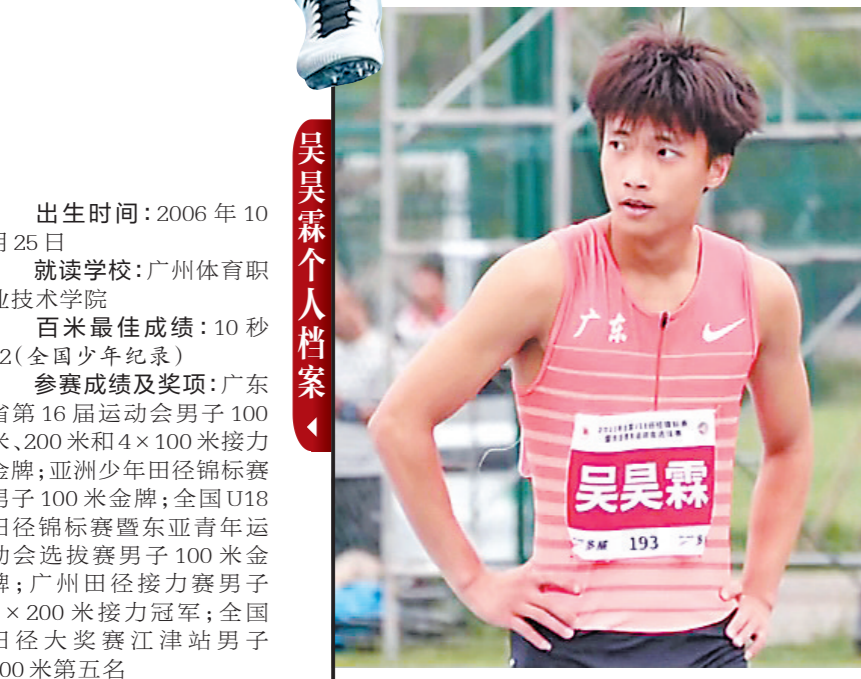 出生时间:2006 年 10
月 25 日
就读学校:广州体育职
业技术学院
百米最佳成绩:10 秒
2(全国少年纪录)
参赛成绩及奖项:广东
省第 16 届运动会男子 100
米、200 米和 4×100 米接力
金牌;亚洲少年田径锦标赛
男子 100 米金牌;全国 U18
田径锦标赛暨东亚青年运
动会选拔赛男子 100 米金
牌;广州田径接力赛男子
×200 米接力冠军;全国
田径大奖赛江津站男子
00 米第五名
吴昊霖个人档案
广东
吴昊霖
多威 193